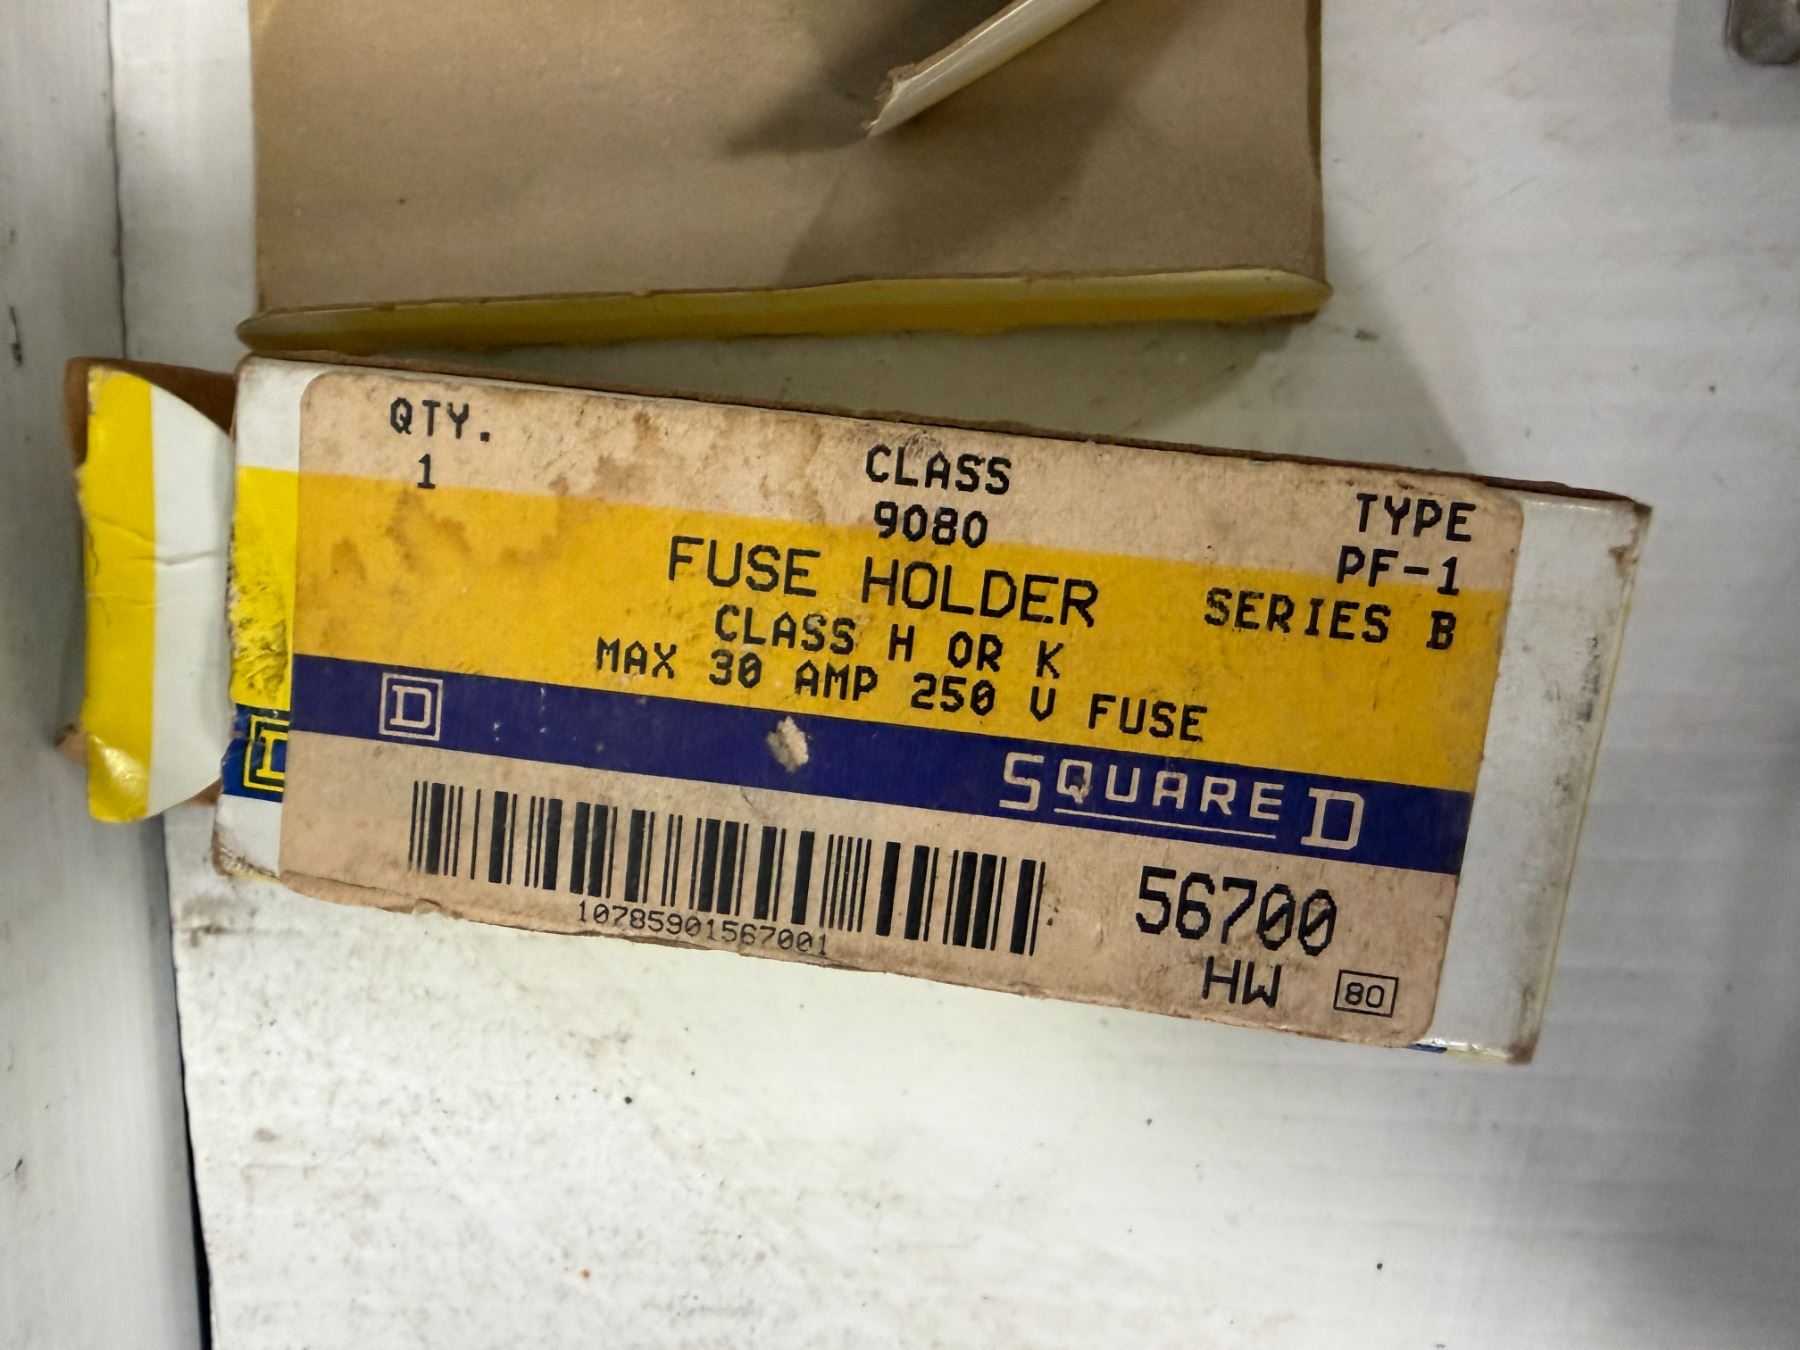 QTY.
1
CLASS
9080
TYPE
PF-1
SERIES B
FUSE HOLDER
CLASS H OR K
MAX 30 AMP 250 V FUSE
D
SQUARE D
10785901567001
56700
HW
80
D